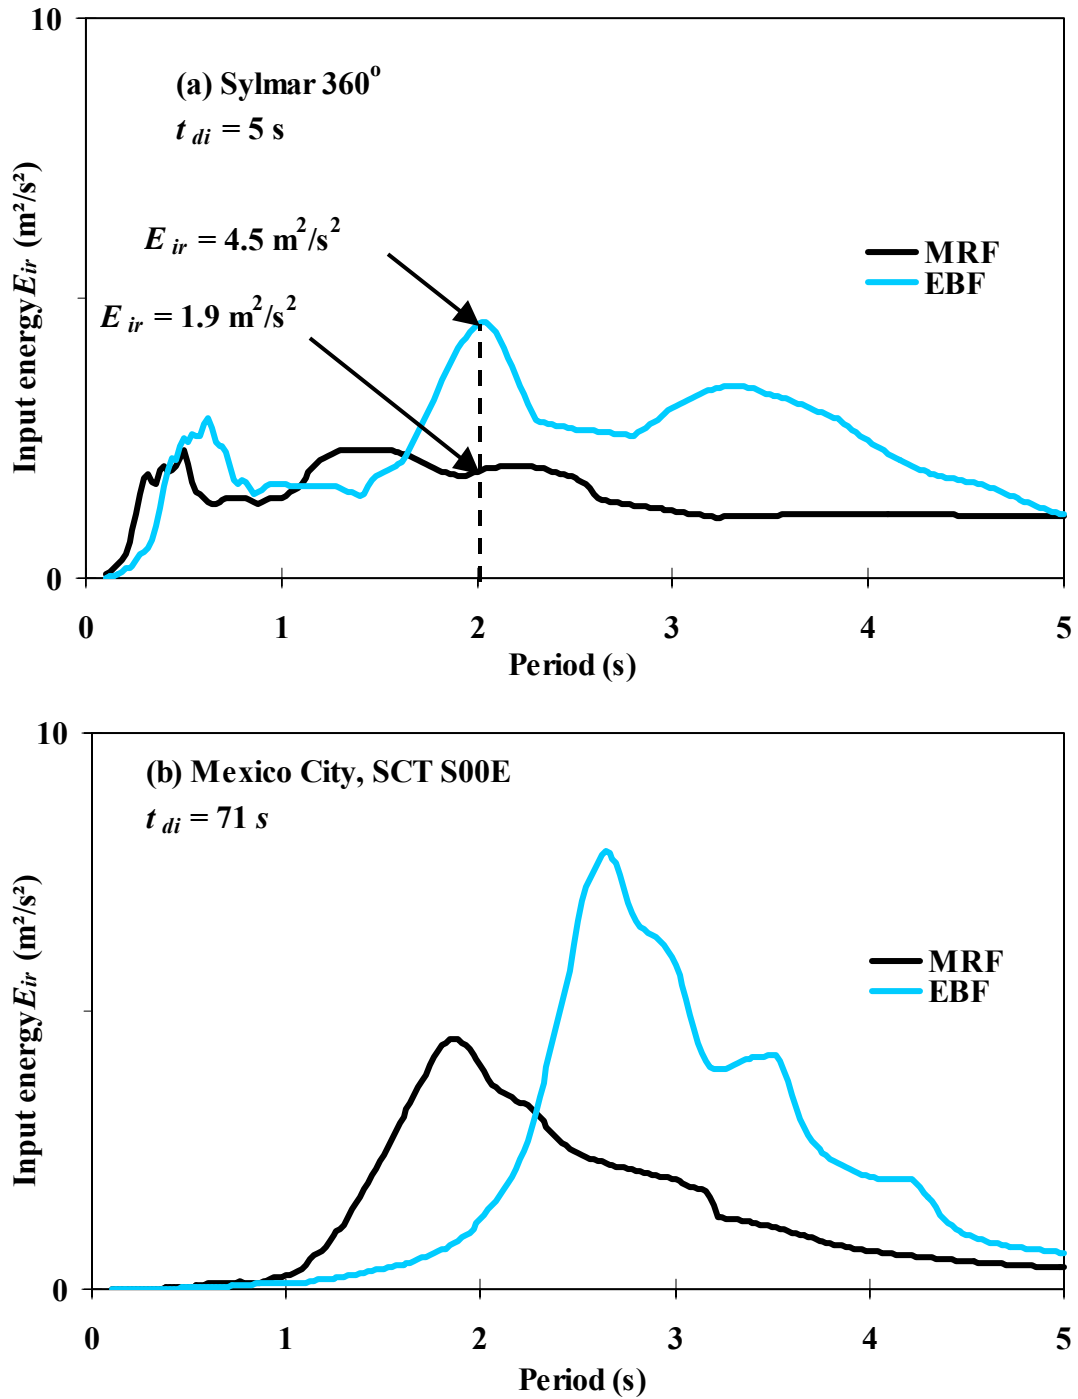 10
(a) Sylmar 360°
t di = 5 s
E ir = 4.5 m²/s²
E ir = 1.9 m²/s²
MRF
EBF
Input energy Eir (m²/s²)
0
0 1 2 3 4 5
Period (s)
10
(b) Mexico City, SCT S00E
t di = 71 s
MRF
EBF
Input energy Eir (m²/s²)
0
0 1 2 3 4 5
Period (s)